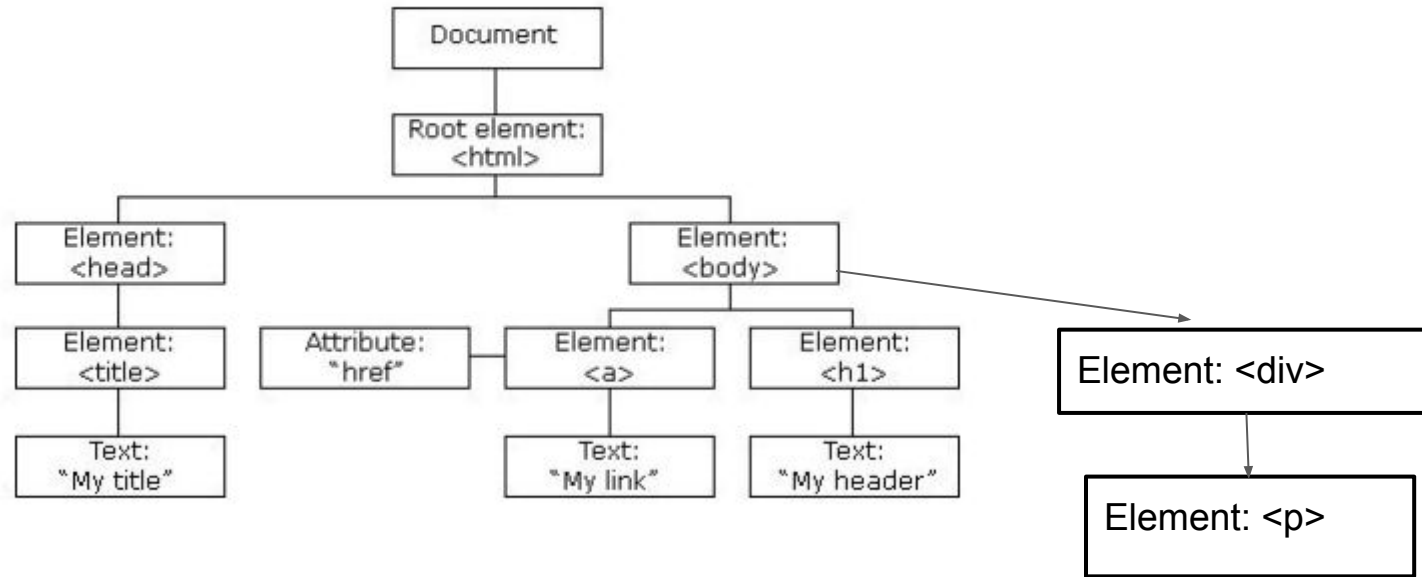 Document
Root element:
<html>
Element:
<head>
Element:
<body>
Element:
<title>
Attribute:
“href”
Element:
<a>
Element:
<h1>
Element: <div>
Text:
“My title”
Text:
“My link”
Text:
“My header”
Element: <p>